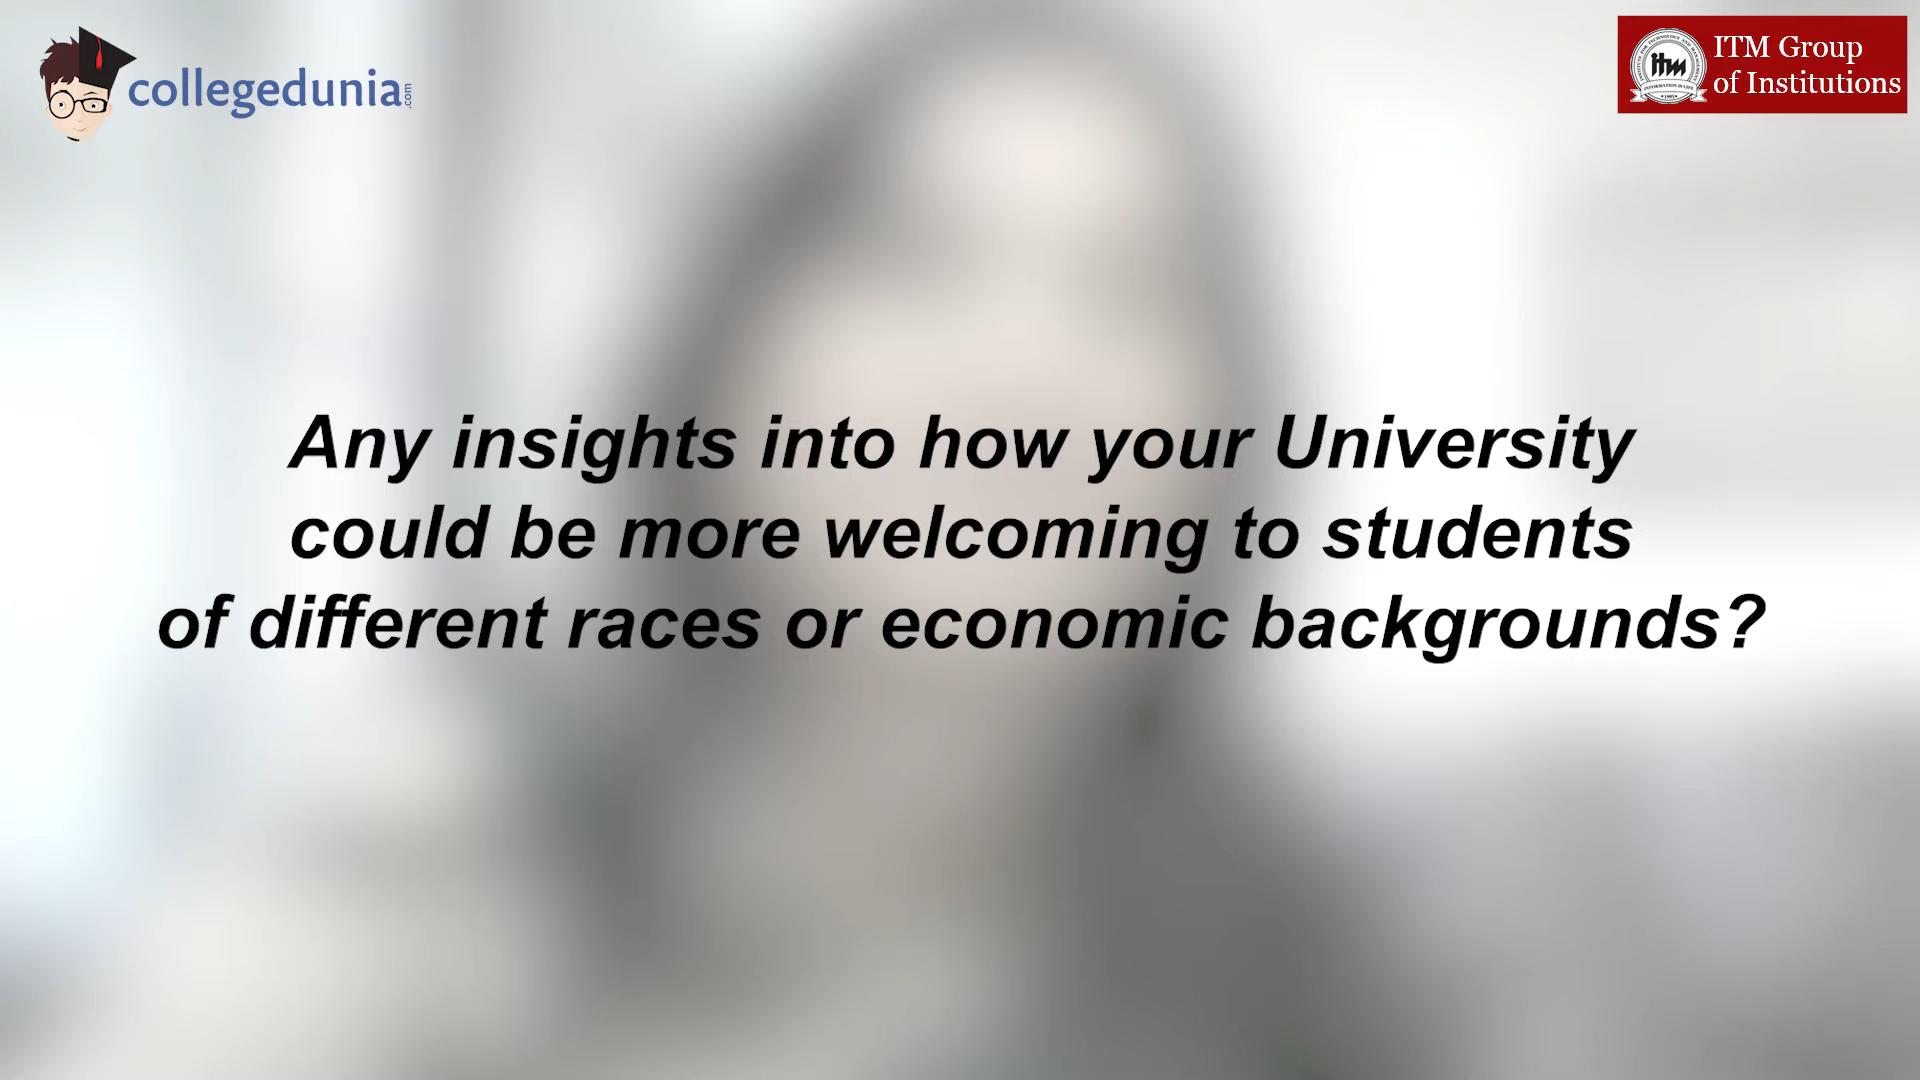 collegedunia
.com
ITM Group
of Institutions
itm
Any insights into how your University
could be more welcoming to students
of different races or economic backgrounds?